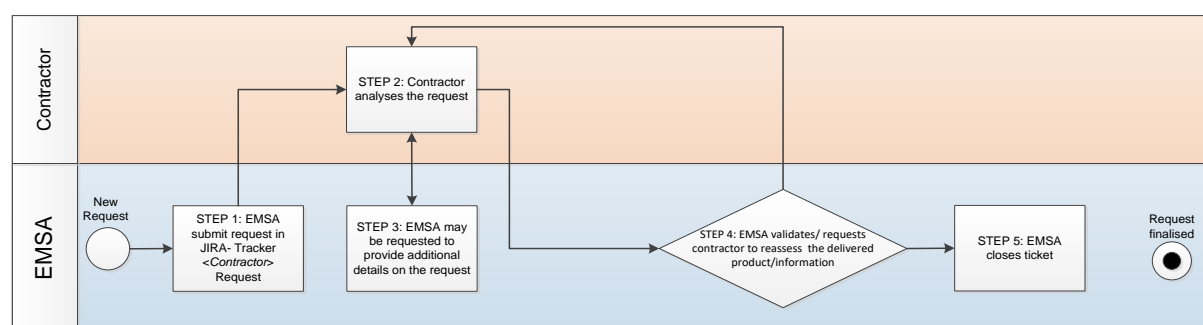 Contractor
STEP 2: Contractor
analyses the request
EMSA
New
Request
STEP 1: EMSA
submit request in
JIRA- Tracker
<Contractor>
Request
STEP 3: EMSA may
be requested to
provide additional
details on the request
STEP 4: EMSA validates/ requests
contractor to reassess the delivered
product/information
STEP 5: EMSA
closes ticket
Request
finalised